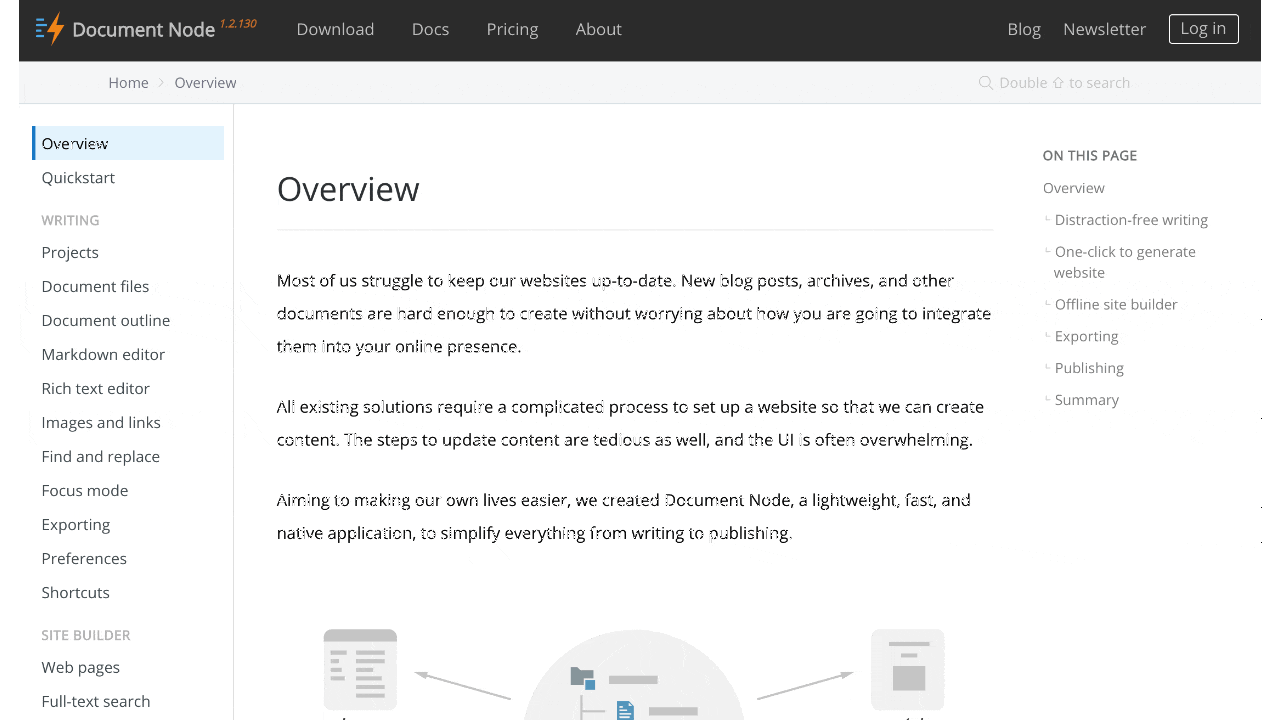 Document Node 1.2.130 Download Docs Pricing About Blog Newsletter Log in
Home Overview Double ⇧ to search
Overview
Quickstart
WRITING
Projects
Document files
Document outline
Markdown editor
Rich text editor
Images and links
Find and replace
Focus mode
Exporting
Preferences
Shortcuts
SITE BUILDER
Web pages
Full-text search
Overview
Most of us struggle to keep our websites up-to-date. New blog posts, archives, and other
documents are hard enough to create without worrying about how you are going to integrate
them into your online presence.
All existing solutions require a complicated process to set up a website so that we can create
content. The steps to update content are tedious as well, and the UI is often overwhelming.
Aiming to making our own lives easier, we created Document Node, a lightweight, fast, and
native application, to simplify everything from writing to publishing.
ON THIS PAGE
Overview
Distraction-free writing
One-click to generate
website
Offline site builder
Exporting
Publishing
Summary